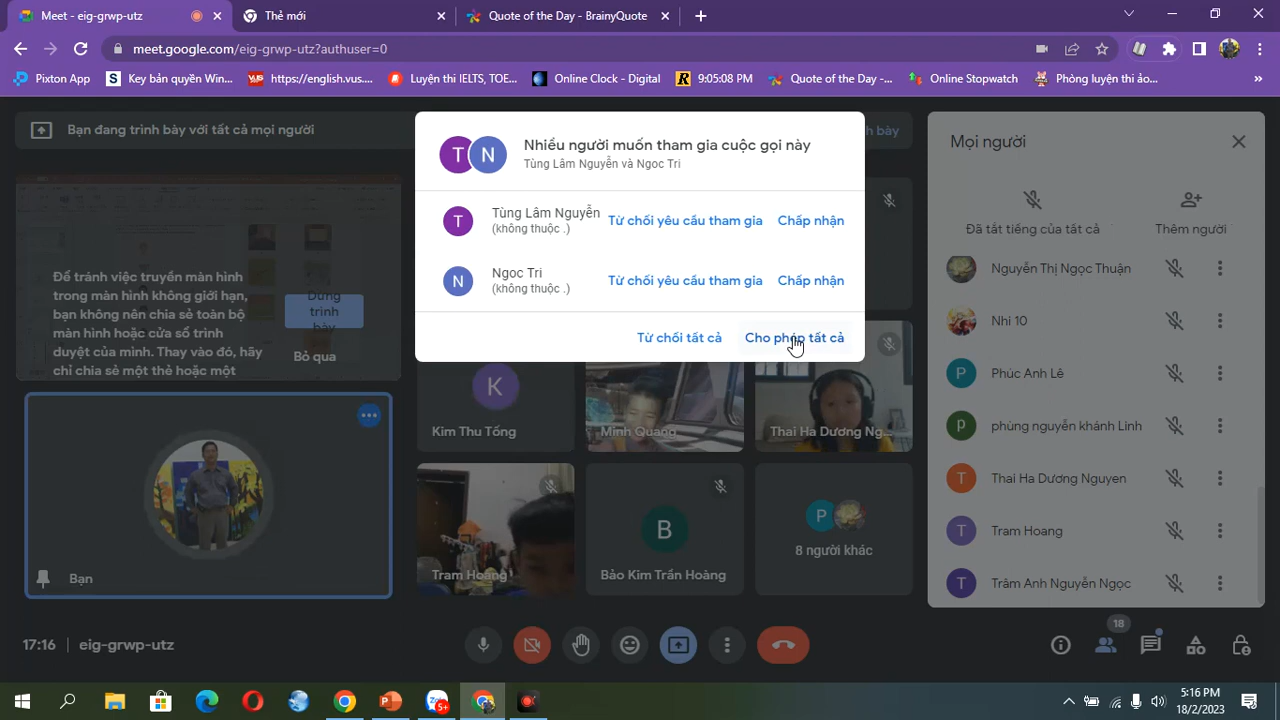 Meet - eig-grwp-utz
Thẻ mới
Quote of the Day - BrainyQuote
meet.google.com/eig-grwp-utz?authuser=0
Pixton App
Key bản quyền Win...
https://english.vus....
Luyện thi IELTS, TOE...
Online Clock - Digital
9:05:08 PM
Quote of the Day -...
Online Stopwatch
Phòng luyện thi ảo...
»
Bạn đang trình bày với tất cả mọi người
bày
Nhiều người muốn tham gia cuộc gọi này
Tùng Lâm Nguyễn và Ngọc Tri
T
N
T
Tùng Lâm Nguyễn
(không thuộc .)
Từ chối yêu cầu tham gia
Chấp nhận
N
Ngọc Tri
(không thuộc .)
Từ chối yêu cầu tham gia
Chấp nhận
Từ chối tất cả
Cho phép tất cả
Để tránh việc truyền màn hình
trong màn hình không giới hạn,
bạn không nên chia sẻ toàn bộ
màn hình hoặc cửa sổ trình
duyệt của mình. Thay vào đó, hãy
chỉ chia sẻ một thẻ hoặc một
Dừng
trình
bày
Bỏ qua
Bạn
K
Kim Thu Tống
Minh Quang
Thai Ha Dương Ng...
Tram Hoang
B
Bảo Kim Trần Hoàng
P
8 người khác
Mọi người
Đã tắt tiếng của tất cả
Thêm người
Nguyễn Thị Ngọc Thuận
Nhi 10
P
Phúc Anh Lê
p
phùng nguyễn khánh Linh
T
Thai Ha Dương Nguyen
T
Tram Hoang
T
Trâm Anh Nguyễn Ngọc
17:16 | eig-grwp-utz
18
5+
5:16 PM
18/2/2023